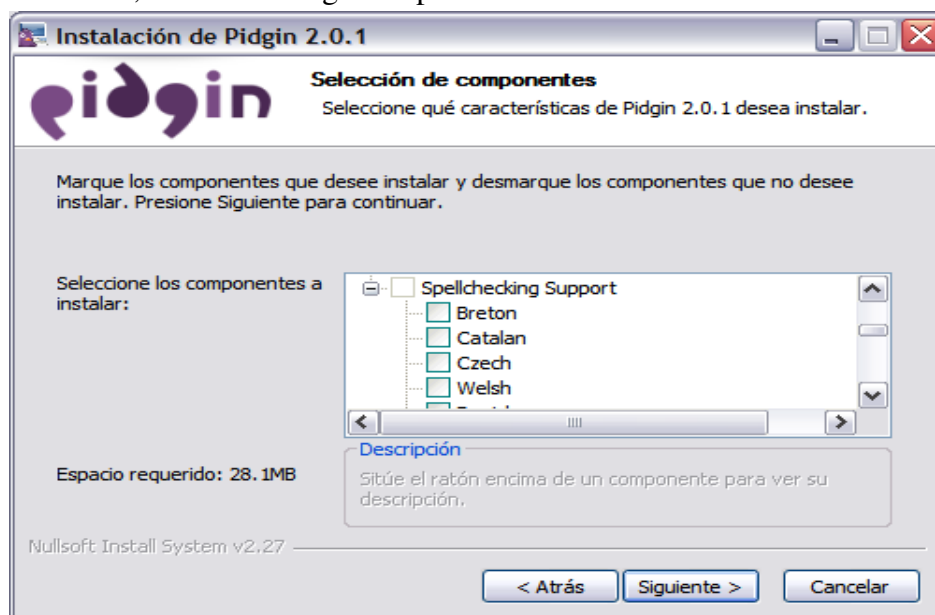 Instalación de Pidgin 2.0.1
pidgin
Selección de componentes
Seleccione qué características de Pidgin 2.0.1 desea instalar.
Marque los componentes que desee instalar y desmarque los componentes que no desee
instalar. Presione Siguiente para continuar.
Seleccione los componentes a
instalar:
Spellchecking Support
Breton
Catalan
Czech
Welsh
Espacio requerido: 28.1MB
Descripción
Sitúe el ratón encima de un componente para ver su
descripción.
Nullsoft Install System v2.27
< Atrás
Siguiente >
Cancelar